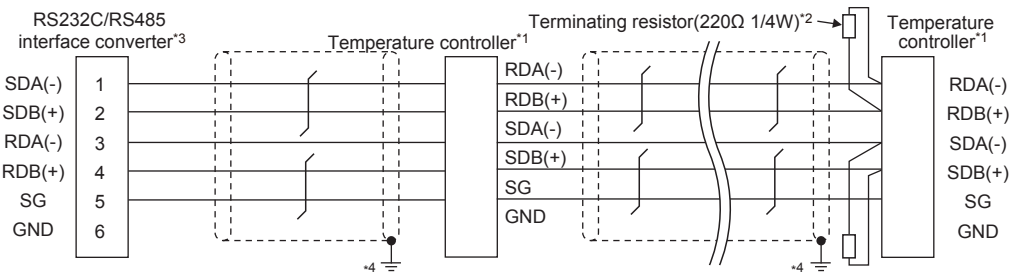 RS232C/RS485
interface converter*3
SDA(-) 1
SDB(+) 2
RDA(-) 3
RDB(+) 4
SG 5
GND 6
*4
Temperature controller*1
RDA(-)
RDB(+)
SDA(-)
SDB(+)
SG
GND
Terminating resistor(220Ω 1/4W)*2
*4
Temperature
controller*1
RDA(-)
RDB(+)
SDA(-)
SDB(+)
SG
GND